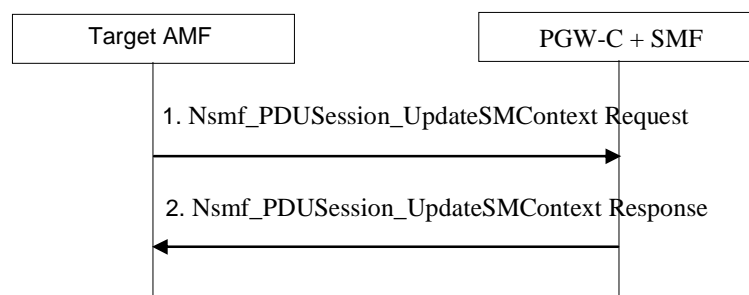 Target AMF
PGW-C + SMF
1. Nsmf_PDUSession_UpdateSMContext Request
2. Nsmf_PDUSession_UpdateSMContext Response